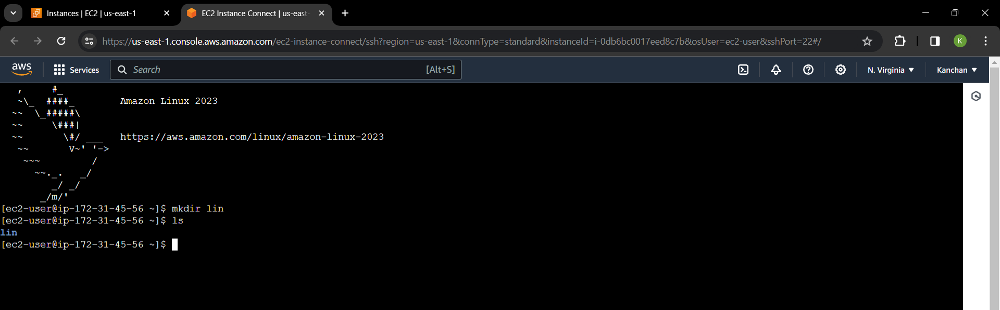 Instances | EC2 | us-east-1
EC2 Instance Connect | us-east-
https://us-east-1.console.aws.amazon.com/ec2-instance-connect/ssh?region=us-east-1&connType=standard&instanceId=i-0db6bc0017eed8c7b&osUser=ec2-user&sshPort=22#/
K
aws
Services
Search
[Alt+S]
N. Virginia
Kanchan
   ,     #_
   ~\_  ####_        Amazon Linux 2023
  ~~  \_#####\
  ~~     \###|
  ~~       \#/ ___   https://aws.amazon.com/linux/amazon-linux-2023
   ~~       V~' '->
    ~~~         /
      ~~._.   _/
         _/ _/
       _/m/'
[ec2-user@ip-172-31-45-56 ~]$ mkdir lin
[ec2-user@ip-172-31-45-56 ~]$ ls
lin
[ec2-user@ip-172-31-45-56 ~]$